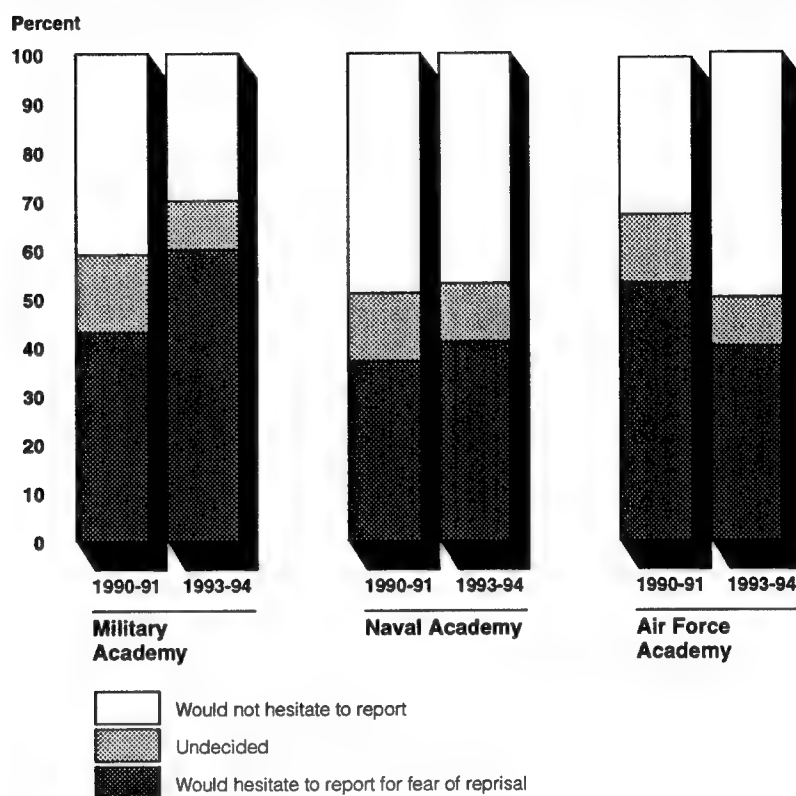 Percent
100
90
80
70
60
50
40
30
20
10
0
1990-91 1993-94 1990-91 1993-94 1990-91 1993-94
Military Academy Naval Academy Air Force Academy
Would not hesitate to report
Undecided
Would hesitate to report for fear of reprisal